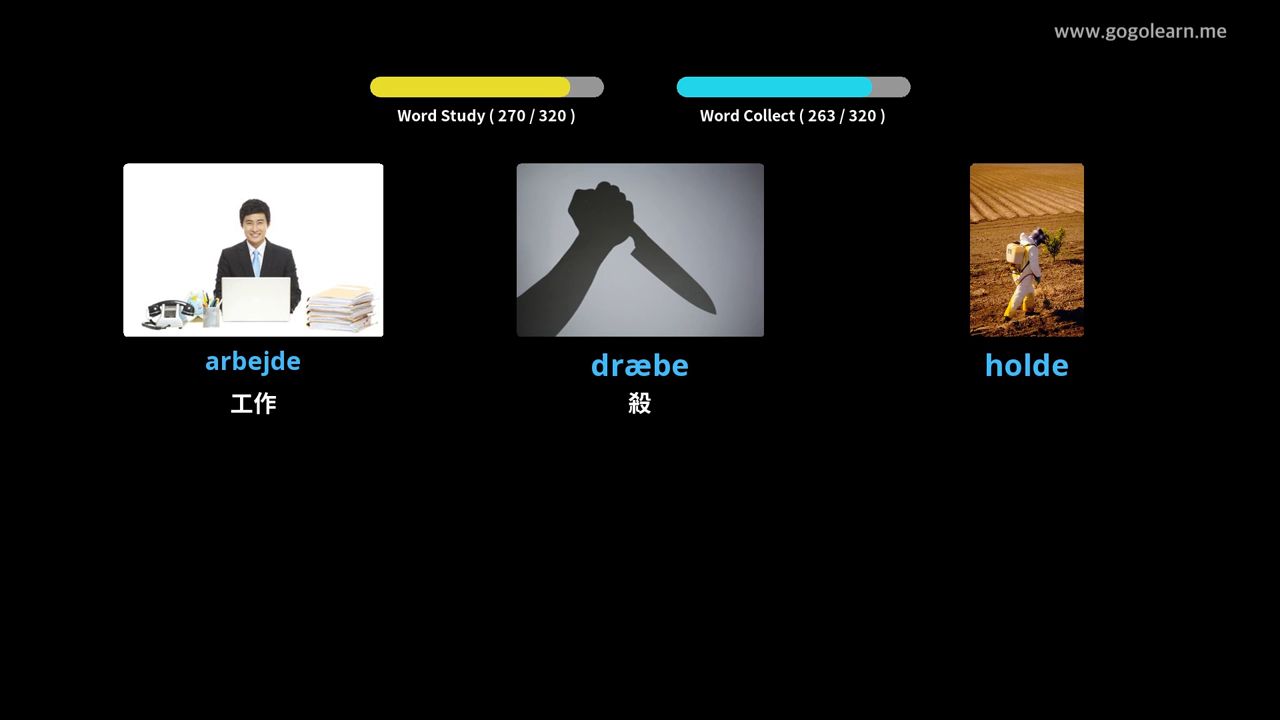 www.gogolearn.me
Word Study ( 270 / 320 )
Word Collect ( 263 / 320 )
arbejde
工作
dræbe
殺
holde